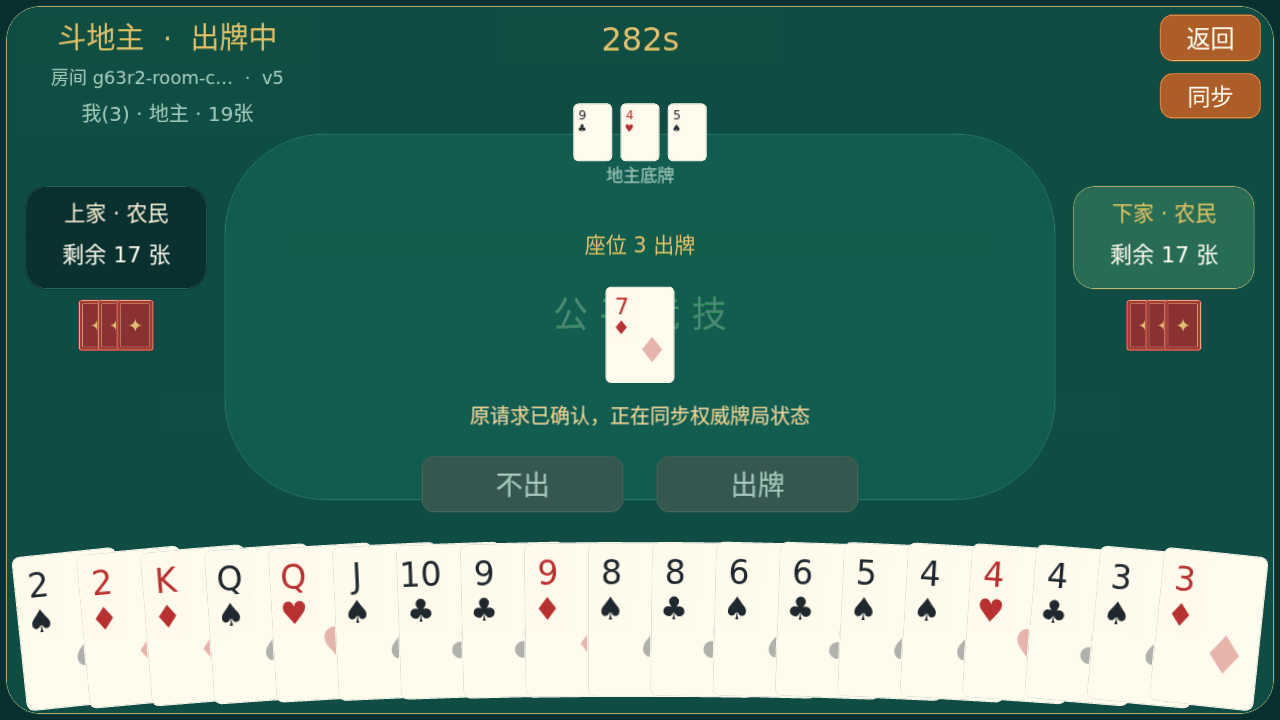 斗地主 · 出牌中
282s
返回
房间 g63r2-room-c... · v5
同步
我(3) · 地主 · 19张
9♣ 4♥ 5♠
地主底牌
上家 · 农民
剩余 17 张
下家 · 农民
剩余 17 张
座位 3 出牌
公 技
7♦
原请求已确认，正在同步权威牌局状态
不出
出牌
2♠ 2♦ K♦ Q♠ Q♥ J♠ 10♣ 9♣ 9♦ 8♠ 8♣ 6♠ 6♣ 5♠ 4♠ 4♥ 4♣ 3♠ 3♦